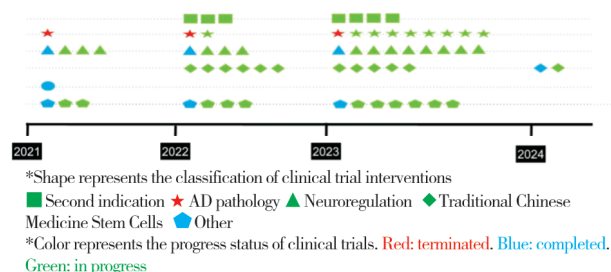 2021 2022 2023 2024
*Shape represents the classification of clinical trial interventions
Second indication AD pathology Neuroregulation Traditional Chinese
Medicine Stem Cells Other
*Color represents the progress status of clinical trials. Red: terminated. Blue: completed.
Green: in progress